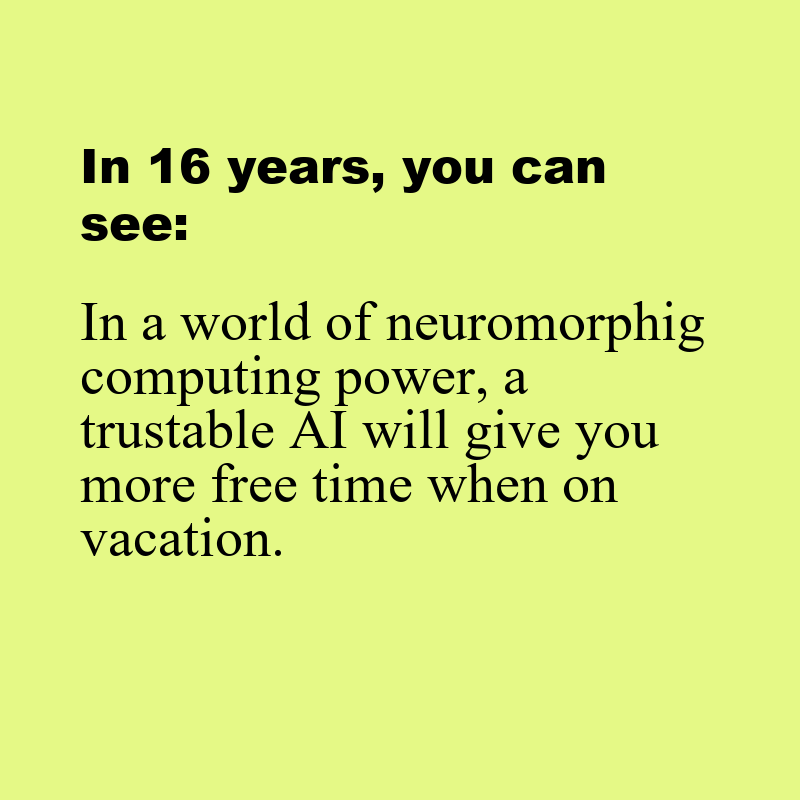 In 16 years, you can
see:
In a world of neuromorphig
computing power, a
trustable AI will give you
more free time when on
vacation.